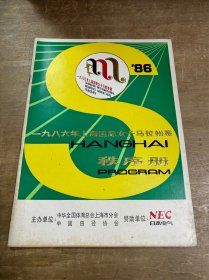 '86
一九八六年上海国际女子马拉松赛
SHANGHAI
秩序册
PROGRAM
主办单位：中华全国体育总会上海市分会
中国田径协会
赞助单位：NEC
日本电气